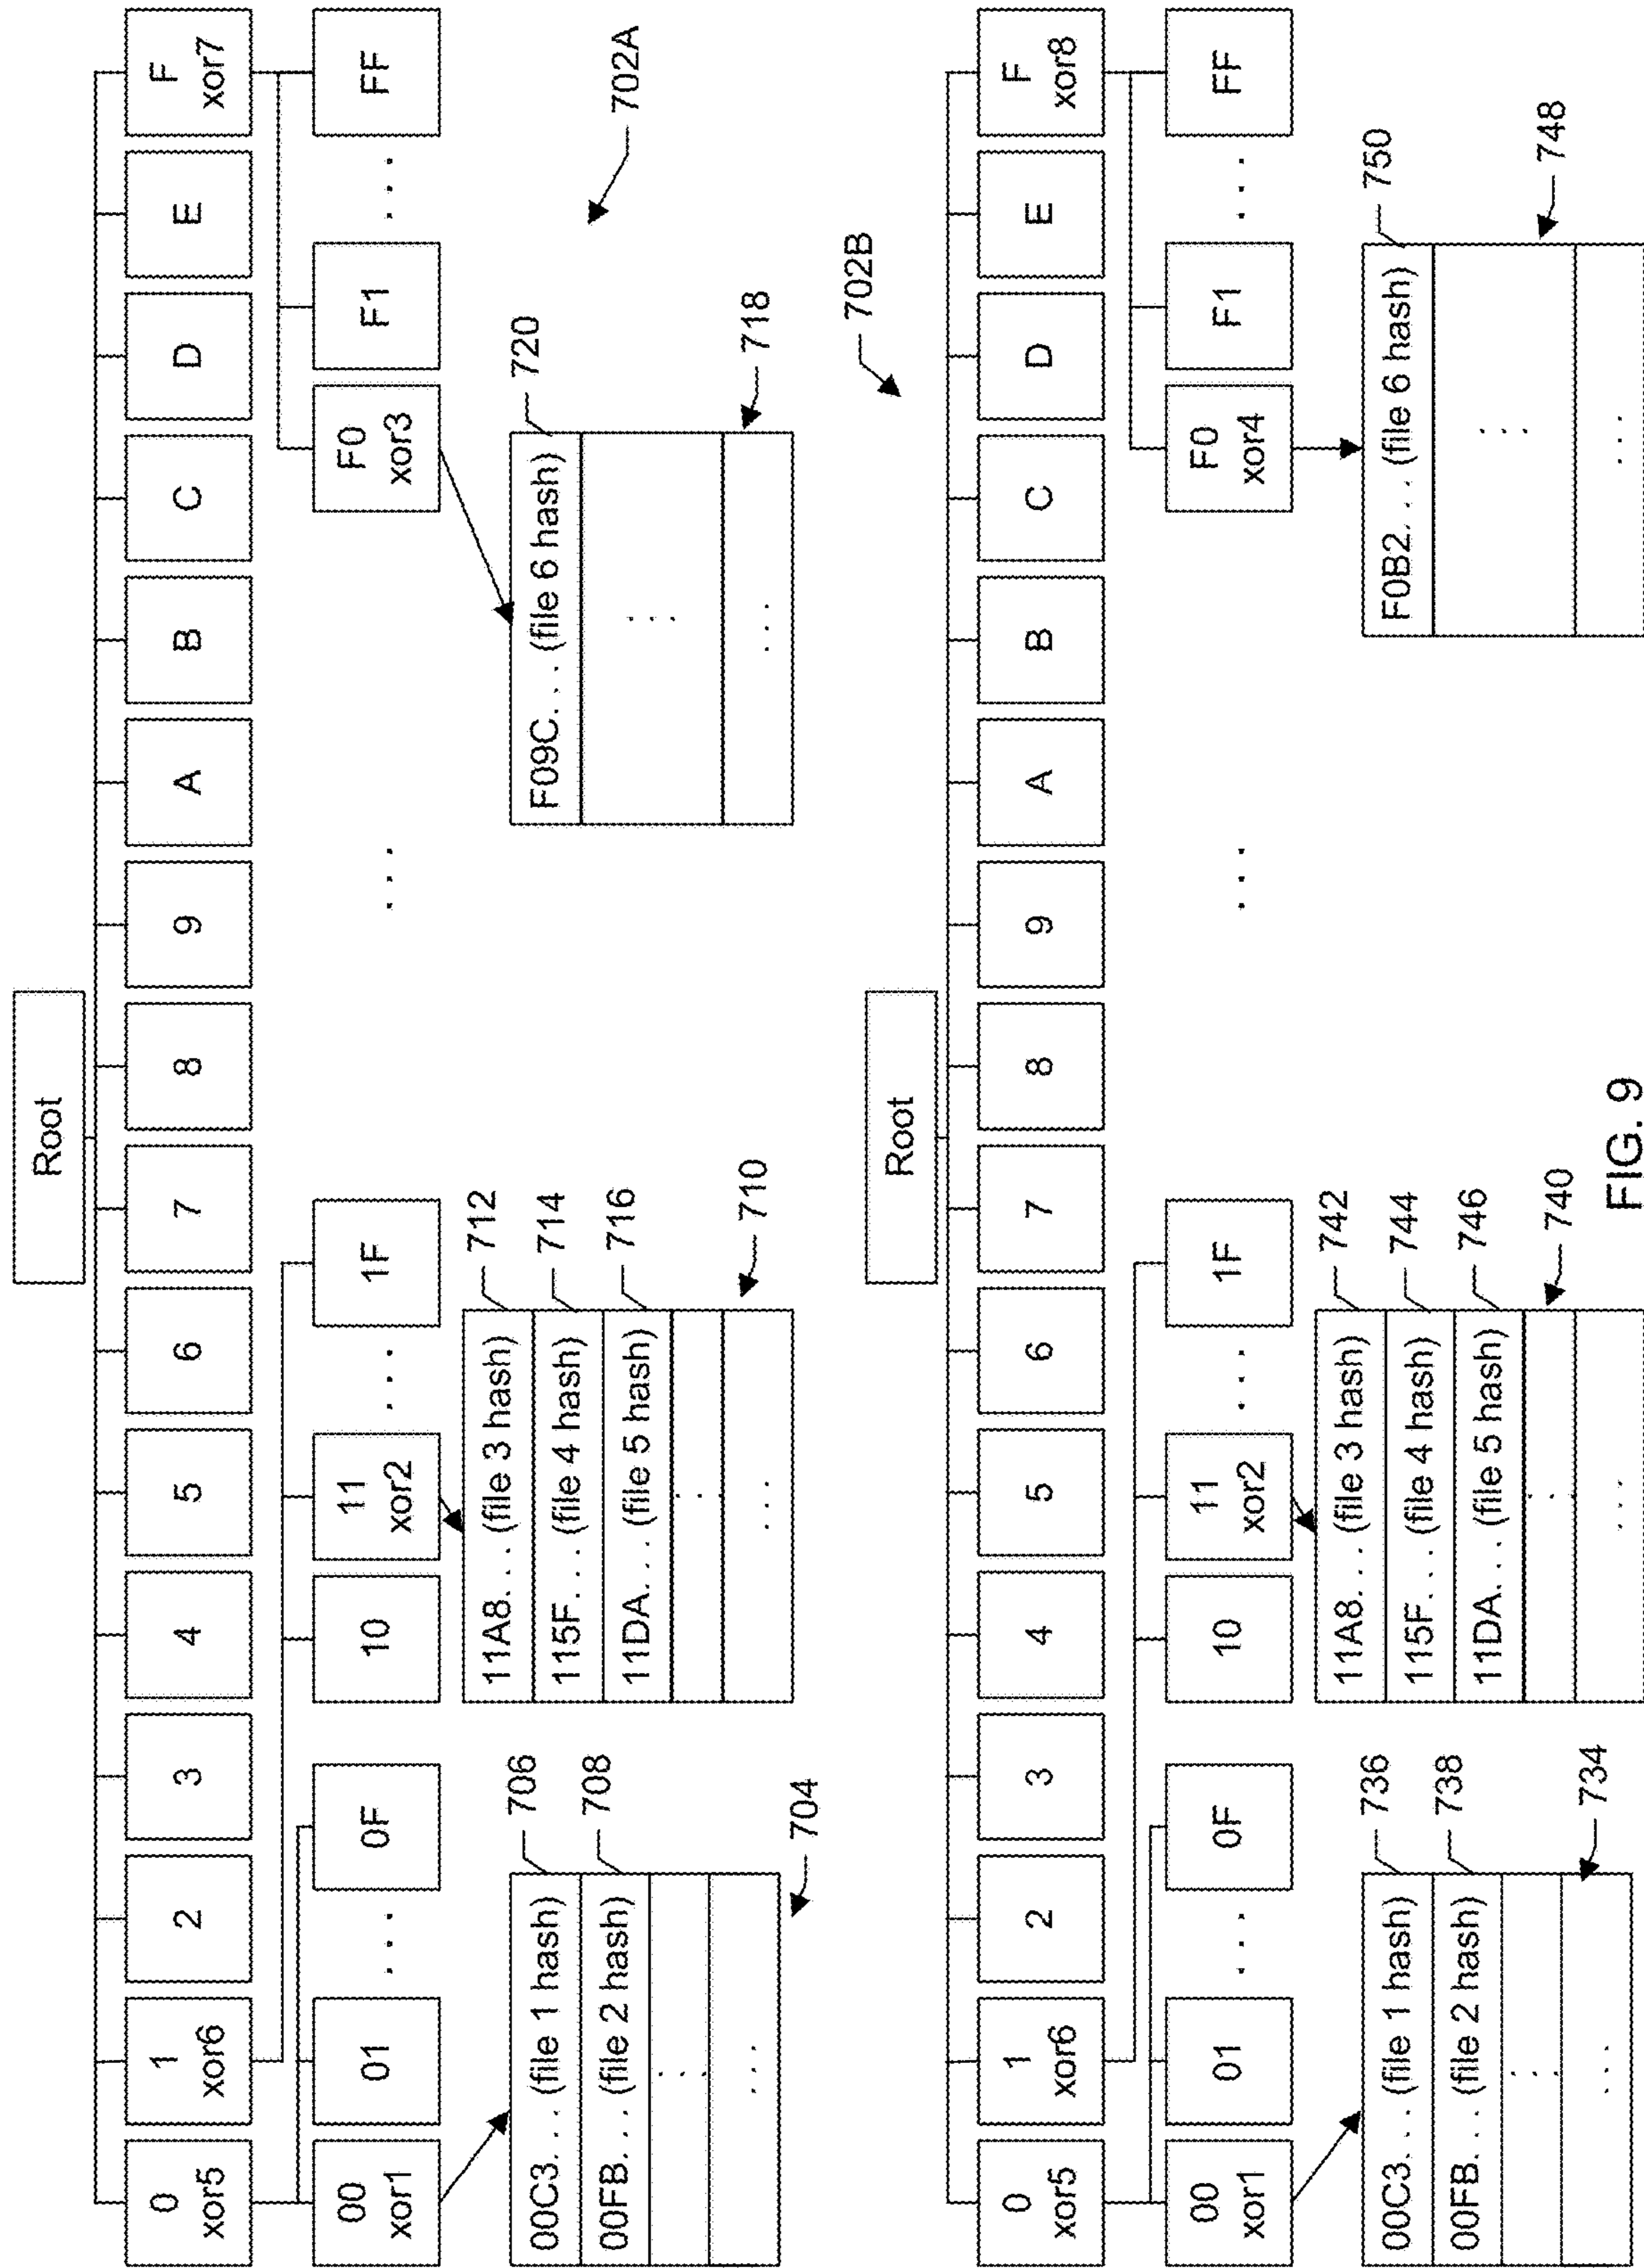 Root
0 xor5
1 xor6
2
3
4
5
6
7
8
9
A
B
C
D
E
F xor7
00 xor1
01
. . .
0F
10
11 xor2
. . .
1F
. . .
F0 xor3
F1
. . .
FF
702A
00C3. . . (file 1 hash)
706
00FB. . . (file 2 hash)
708
. . .
. . .
704
11A8. . . (file 3 hash)
712
115F. . . (file 4 hash)
714
11DA. . . (file 5 hash)
716
. . .
. . .
710
F09C. . . (file 6 hash)
720
. . .
. . .
718
702B
Root
0 xor5
1 xor6
2
3
4
5
6
7
8
9
A
B
C
D
E
F xor8
00 xor1
01
. . .
0F
10
11 xor2
. . .
1F
. . .
F0 xor4
F1
. . .
FF
00C3. . . (file 1 hash)
736
00FB. . . (file 2 hash)
738
. . .
. . .
734
11A8. . . (file 3 hash)
742
115F. . . (file 4 hash)
744
11DA. . . (file 5 hash)
746
. . .
. . .
740
F0B2. . . (file 6 hash)
750
. . .
. . .
748
FIG. 9